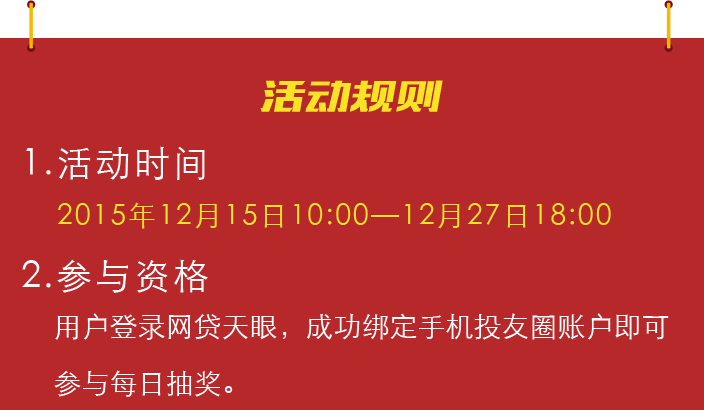 活动规则
1.活动时间
2015年12月15日10:00—12月27日18:00
2.参与资格
用户登录网贷天眼，成功绑定手机投友圈账户即可
参与每日抽奖。